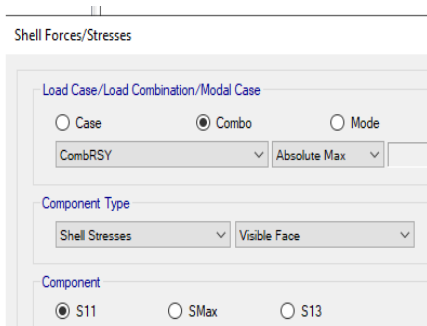 Shell Forces/Stresses
Load Case/Load Combination/Modal Case
Case Combo Mode
CombRSY Absolute Max
Component Type
Shell Stresses Visible Face
Component
S11 SMax S13